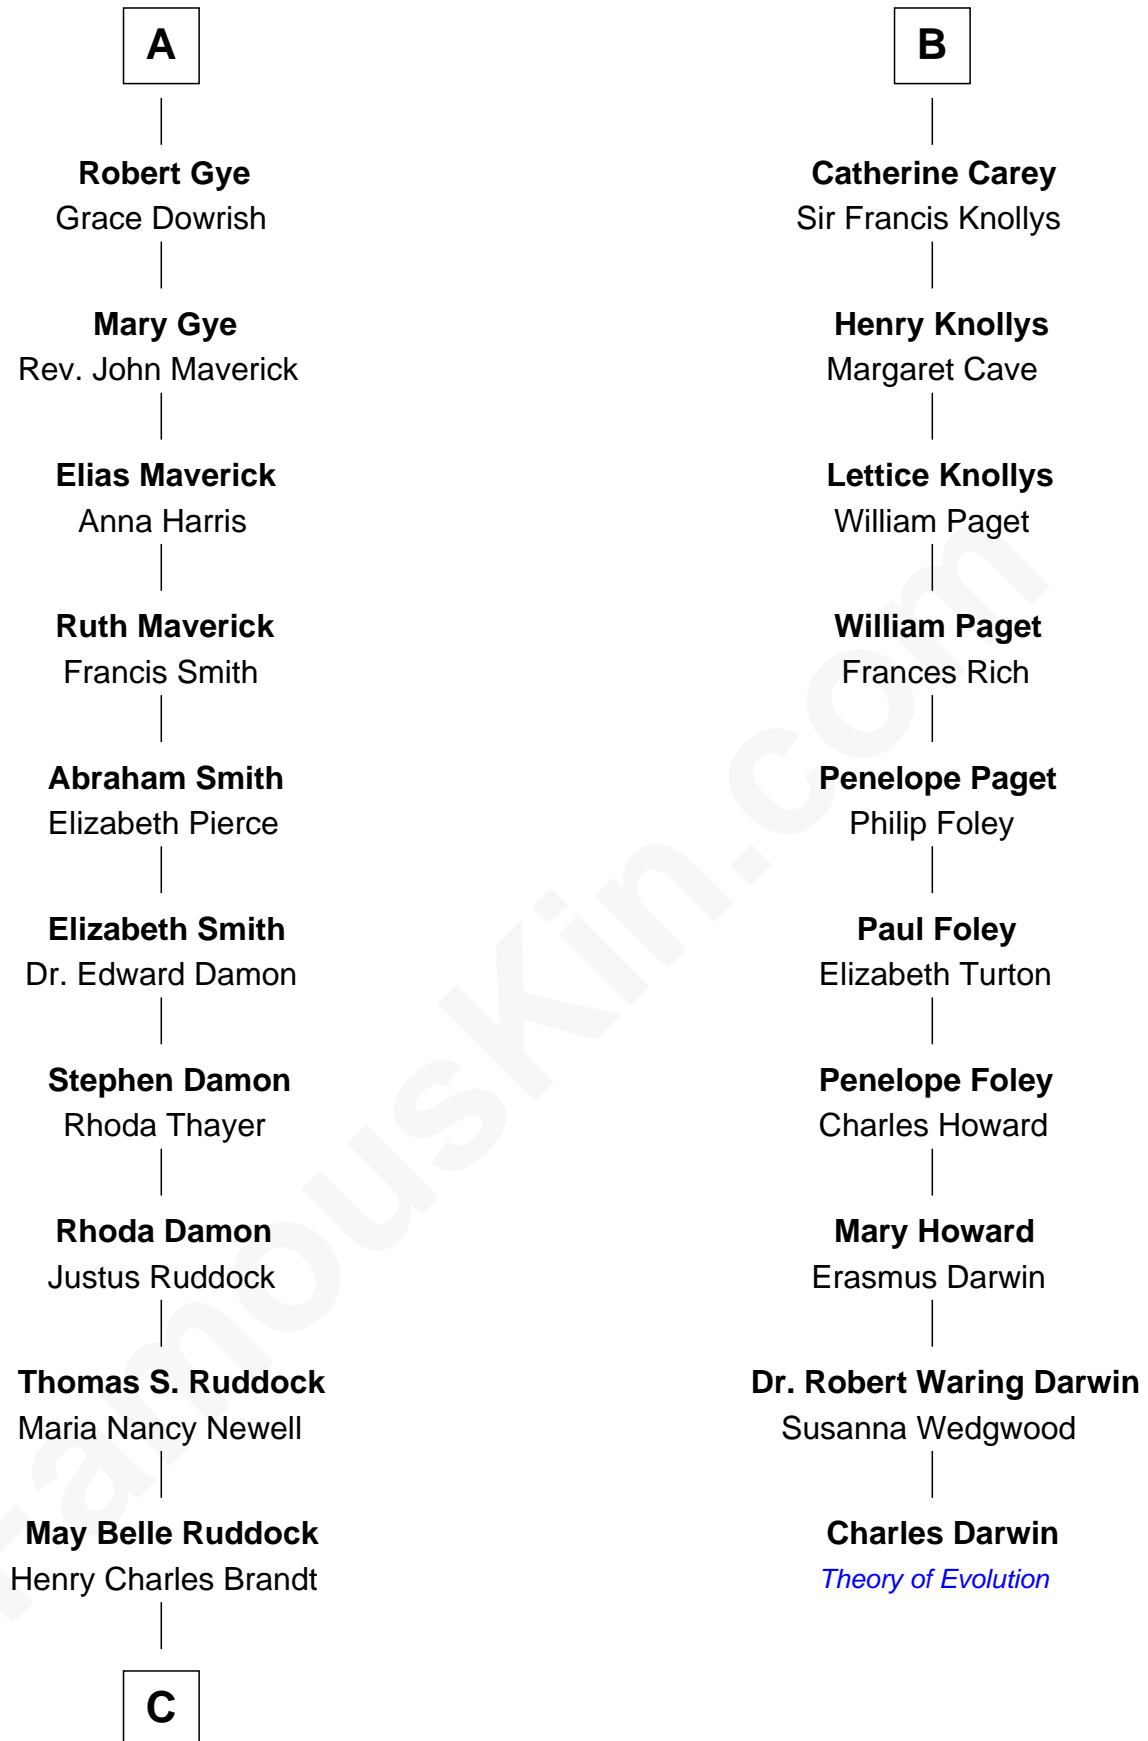 A
Robert Gye
Grace Dowrish
Mary Gye
Rev. John Maverick
Elias Maverick
Anna Harris
Ruth Maverick
Francis Smith
Abraham Smith
Elizabeth Pierce
Elizabeth Smith
Dr. Edward Damon
Stephen Damon
Rhoda Thayer
Rhoda Damon
Justus Ruddock
Thomas S. Ruddock
Maria Nancy Newell
May Belle Ruddock
Henry Charles Brandt
C
B
Catherine Carey
Sir Francis Knollys
Henry Knollys
Margaret Cave
Lettice Knollys
William Paget
William Paget
Frances Rich
Penelope Paget
Philip Foley
Paul Foley
Elizabeth Turton
Penelope Foley
Charles Howard
Mary Howard
Erasmus Darwin
Dr. Robert Waring Darwin
Susanna Wedgwood
Charles Darwin
Theory of Evolution
FamousKin.com